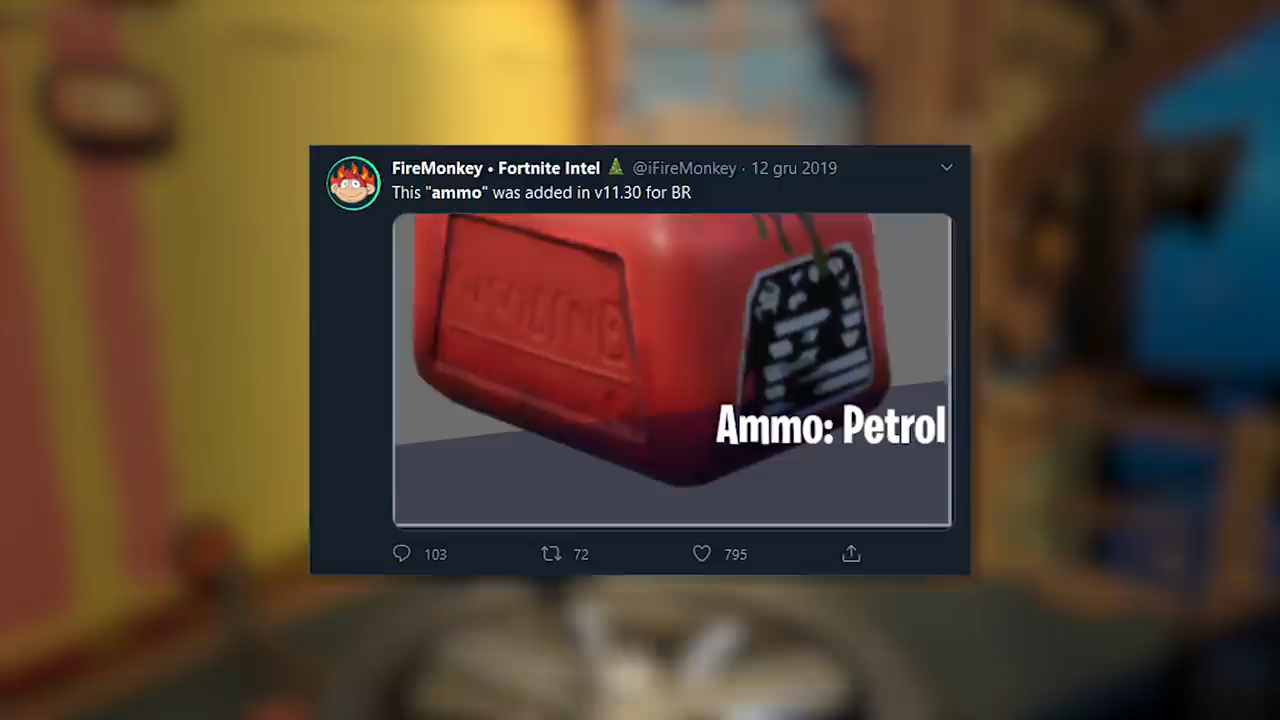 FireMonkey • Fortnite Intel 🎄 @iFireMonkey · 12 gru 2019
This "ammo" was added in v11.30 for BR
Ammo: Petrol
103 72 795